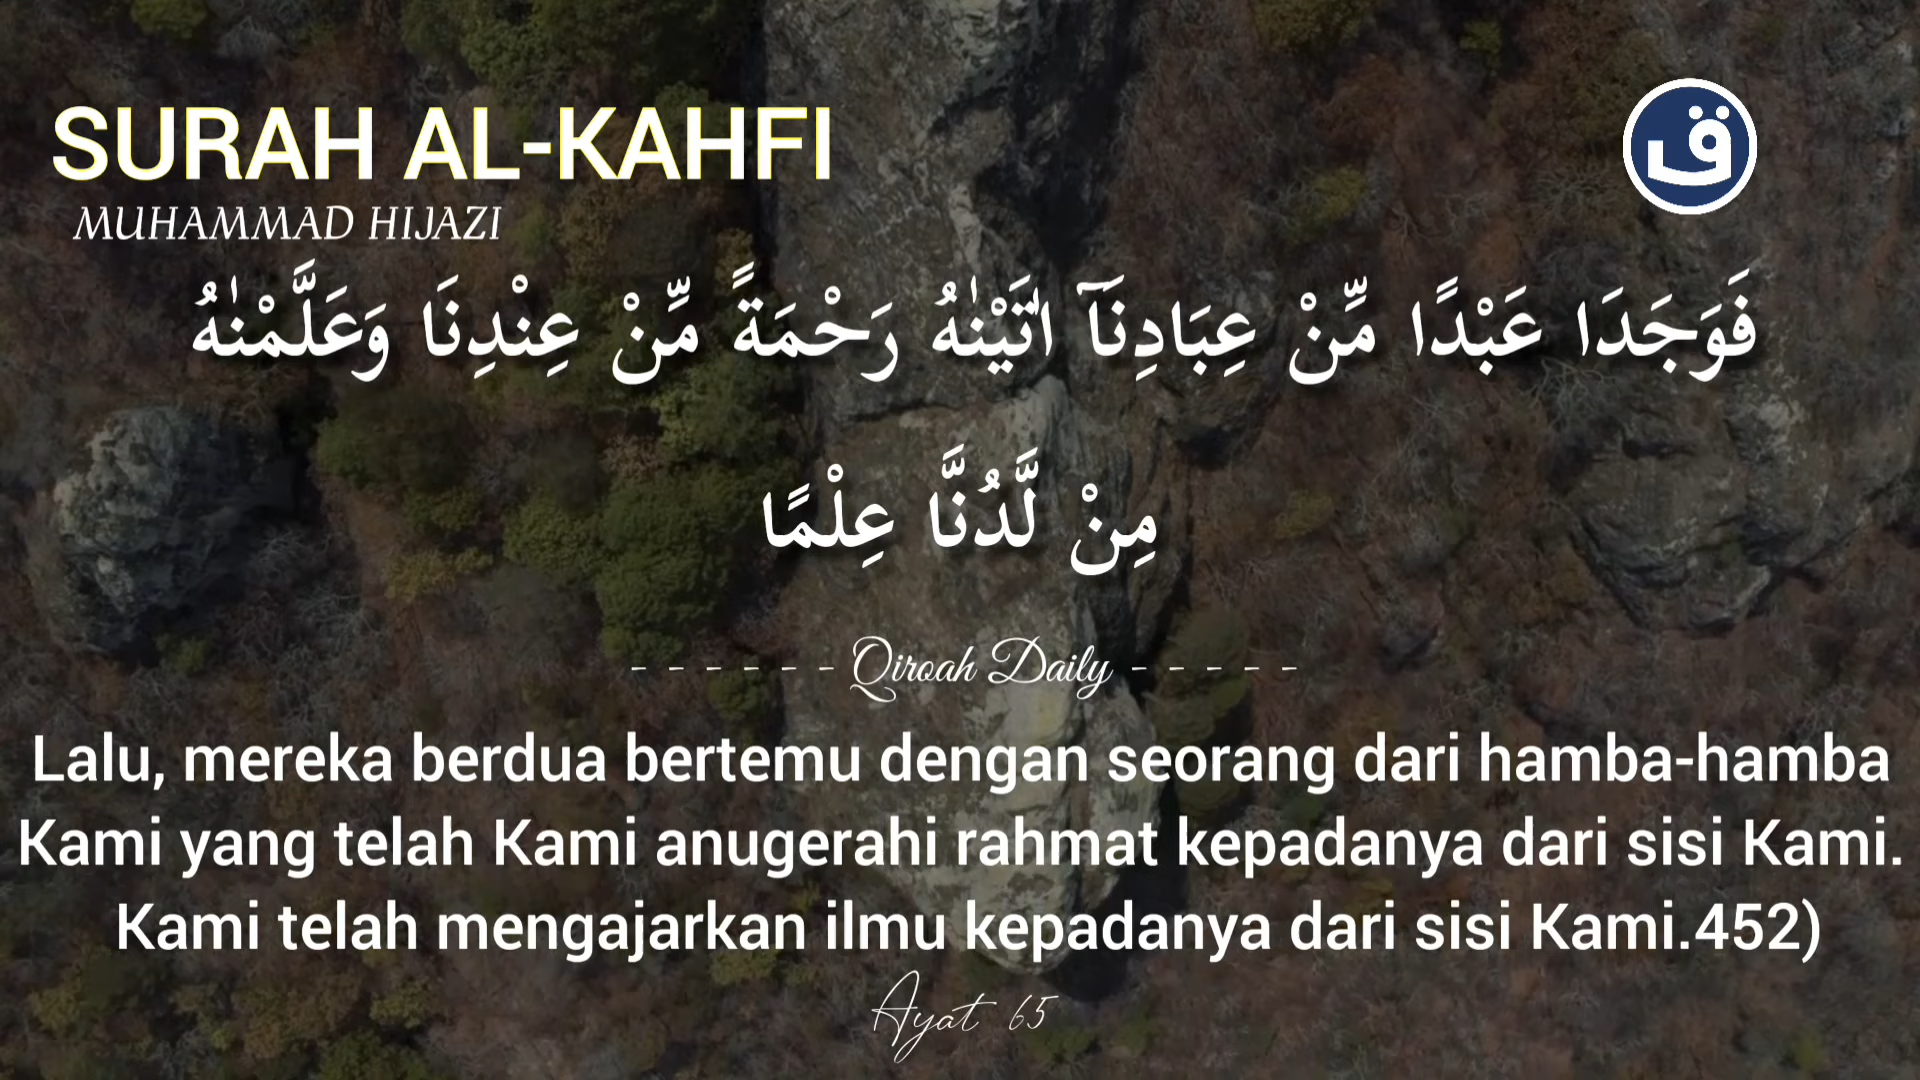 SURAH AL-KAHFI
ق
MUHAMMAD HIJAZI
فَوَجَدَا عَبْدًا مِّنْ عِبَادِنَآ اٰتَيْنٰهُ رَحْمَةً مِّنْ عِنْدِنَا وَعَلَّمْنٰهُ
مِنْ لَّدُنَّا عِلْمًا
- - - - - - Qiroah Daily - - - - -
Lalu, mereka berdua bertemu dengan seorang dari hamba-hamba
Kami yang telah Kami anugerahi rahmat kepadanya dari sisi Kami.
Kami telah mengajarkan ilmu kepadanya dari sisi Kami.452)
Ayat 65